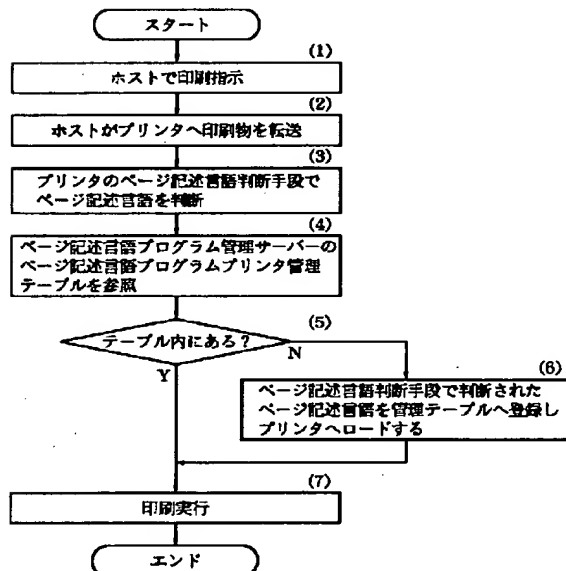 スタート
(1)
ホストで印刷指示
(2)
ホストがプリンタへ印刷物を転送
(3)
プリンタのページ記述言語判断手段で
ページ記述言語を判断
(4)
ページ記述言語プログラム管理サーバーの
ページ記述言語プログラムプリンタ管理
テーブルを参照
(5)
テーブル内にある?
N
Y
(6)
ページ記述言語判断手段で判断された
ページ記述言語を管理テーブルへ登録し
プリンタへロードする
(7)
印刷実行
エンド